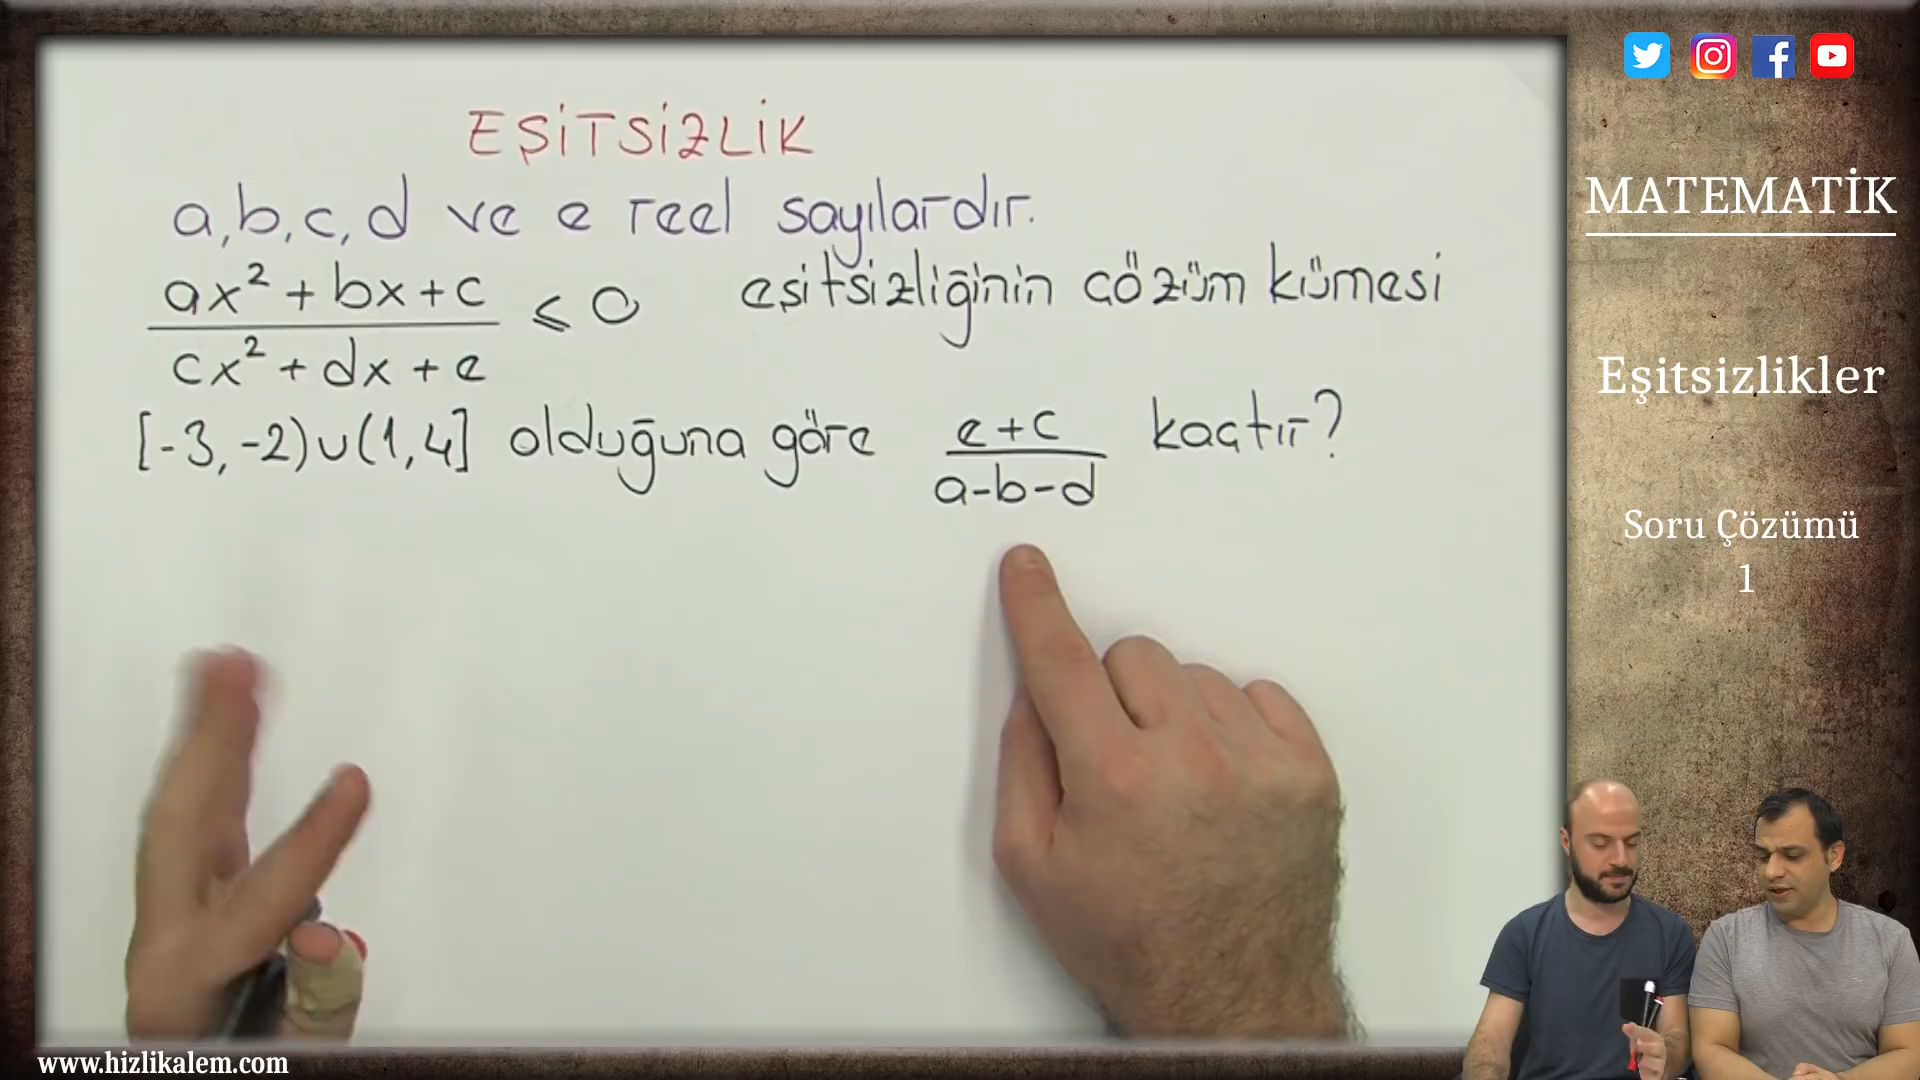 EŞİTSİZLİK
a, b, c, d ve e reel sayılardır.
ax² + bx + c / cx² + dx + e ≤ 0 eşitsizliğinin çözüm kümesi
[-3, -2) ∪ (1, 4] olduğuna göre e + c / a - b - d kaçtır?
MATEMATİK
Eşitsizlikler
Soru Çözümü
1
www.hizlikalem.com